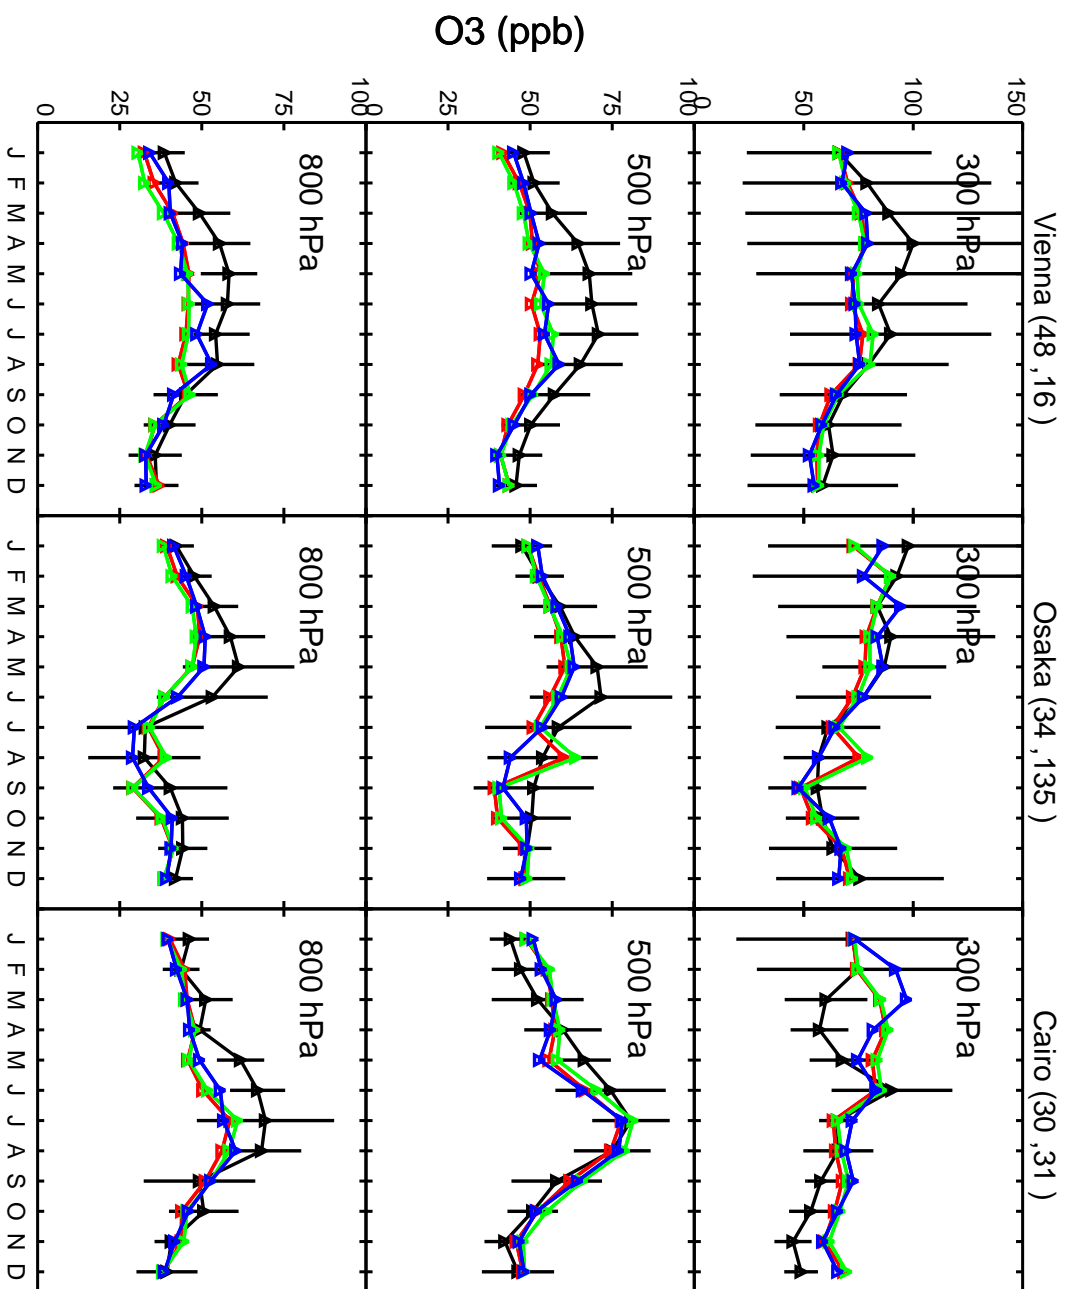 O3 (ppb)
Vienna (48 ,16 )
Osaka (34 ,135 )
Cairo (30 ,31 )
150
100
50
0
300 hPa
300 hPa
300 hPa
100
75
50
25
0
500 hPa
500 hPa
500 hPa
100
75
50
25
0
800 hPa
800 hPa
800 hPa
J F M A M J J A S O N D
J F M A M J J A S O N D
J F M A M J J A S O N D